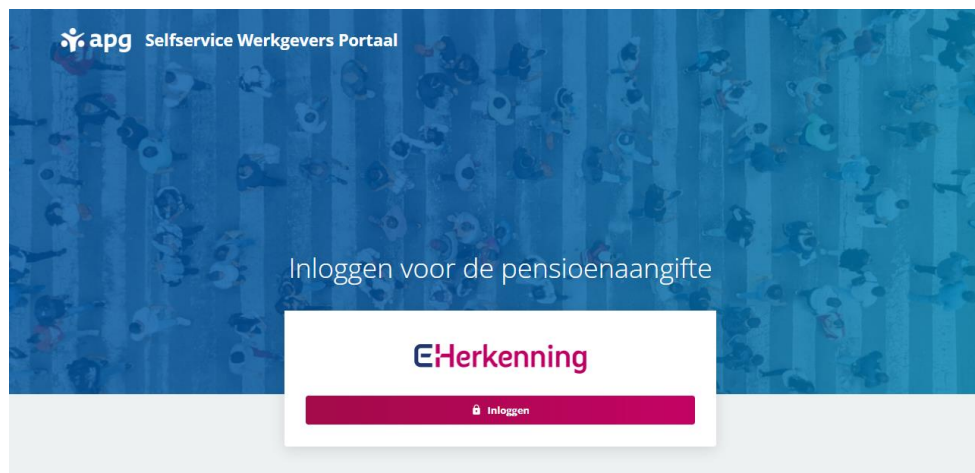 apg Selfservice Werkgevers Portaal
Inloggen voor de pensioenaangifte
eHerkenning
Inloggen